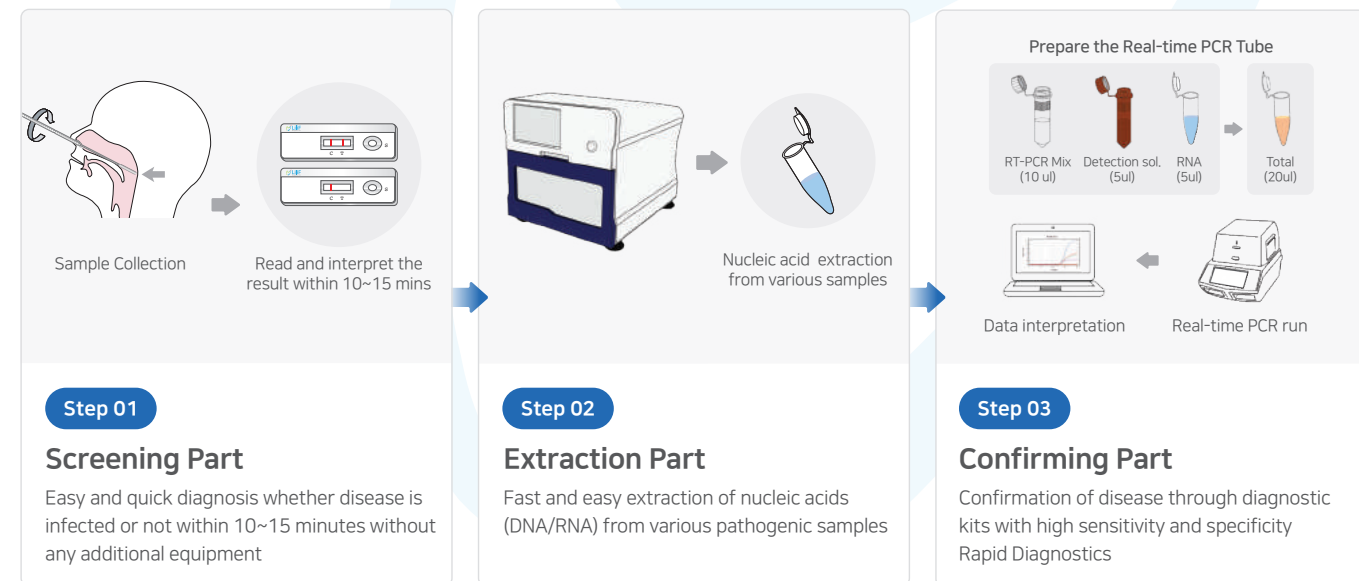 Sample Collection
Read and interpret the
result within 10~15 mins
C T
S
C T
S
Step 01
Screening Part
Easy and quick diagnosis whether disease is
infected or not within 10~15 minutes without
any additional equipment
Nucleic acid extraction
from various samples
Step 02
Extraction Part
Fast and easy extraction of nucleic acids
(DNA/RNA) from various pathogenic samples
Prepare the Real-time PCR Tube
RT-PCR Mix
(10 ul)
Detection sol.
(5ul)
RNA
(5ul)
Total
(20ul)
Data interpretation
Real-time PCR run
Step 03
Confirming Part
Confirmation of disease through diagnostic
kits with high sensitivity and specificity
Rapid Diagnostics